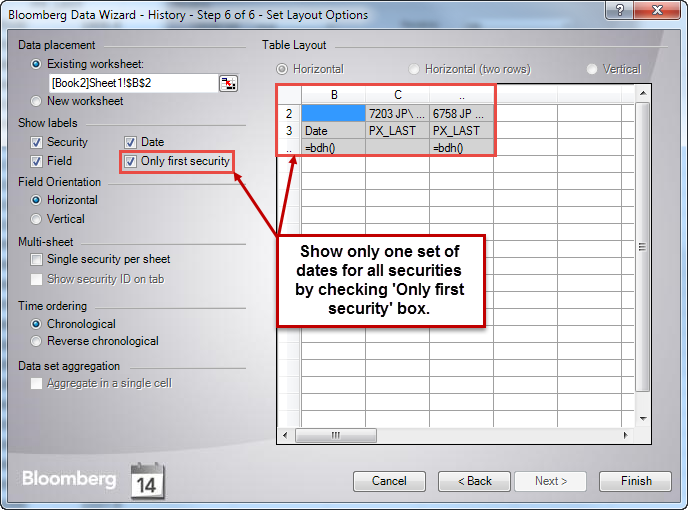 Bloomberg Data Wizard - History - Step 6 of 6 - Set Layout Options
Data placement
Existing worksheet:
[Book2]Sheet1!$B$2
New worksheet
Show labels
Security
Date
Field
Only first security
Field Orientation
Horizontal
Vertical
Multi-sheet
Single security per sheet
Show security ID on tab
Time ordering
Chronological
Reverse chronological
Data set aggregation
Aggregate in a single cell
Table Layout
Horizontal
Horizontal (two rows)
Vertical
B C ..
2 7203 JP\ ... 6758 JP ...
3 Date PX_LAST PX_LAST
.. =bdh() =bdh()
Show only one set of
dates for all securities
by checking 'Only first
security' box.
Bloomberg
14
Cancel
< Back
Next >
Finish